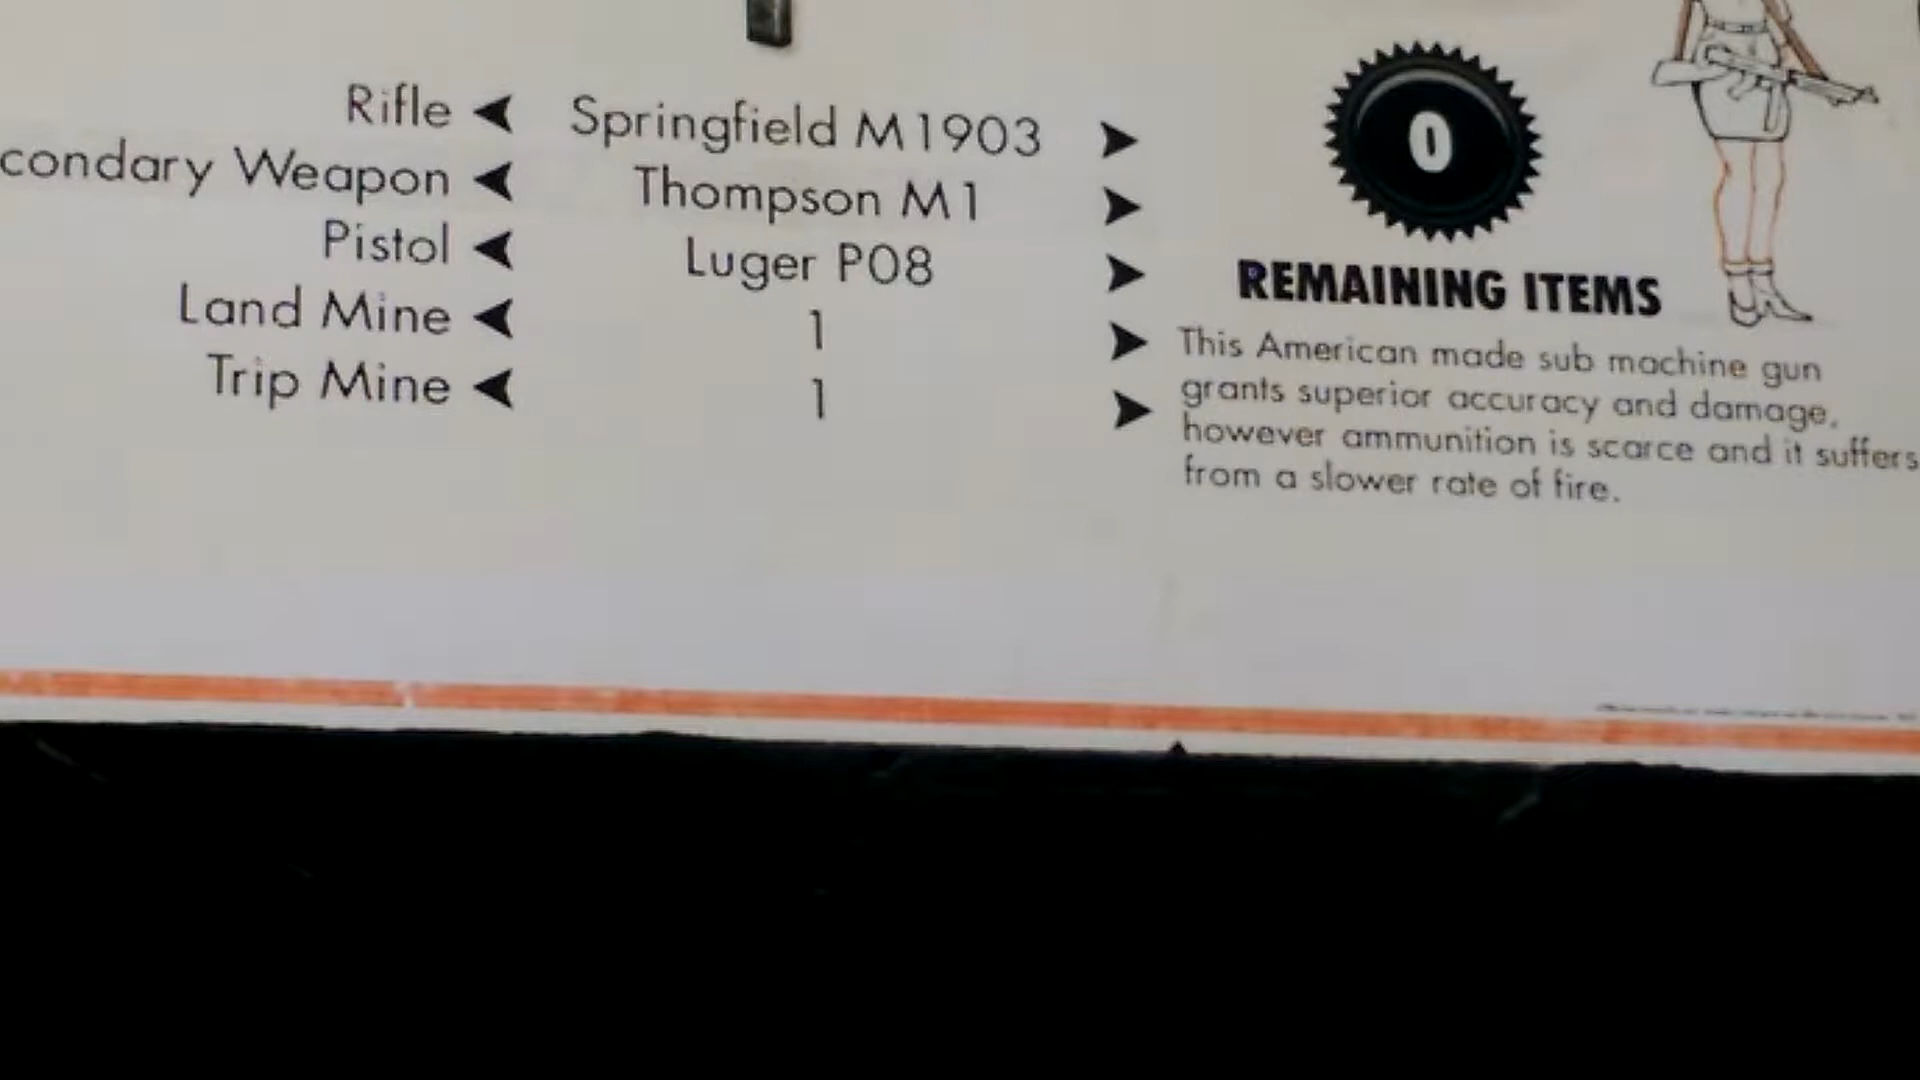 Rifle Springfield M1903
condary Weapon Thompson M1
Pistol Luger P08
Land Mine 1
Trip Mine 1
0
REMAINING ITEMS
This American made sub machine gun
grants superior accuracy and damage,
however ammunition is scarce and it suffers
from a slower rate of fire.